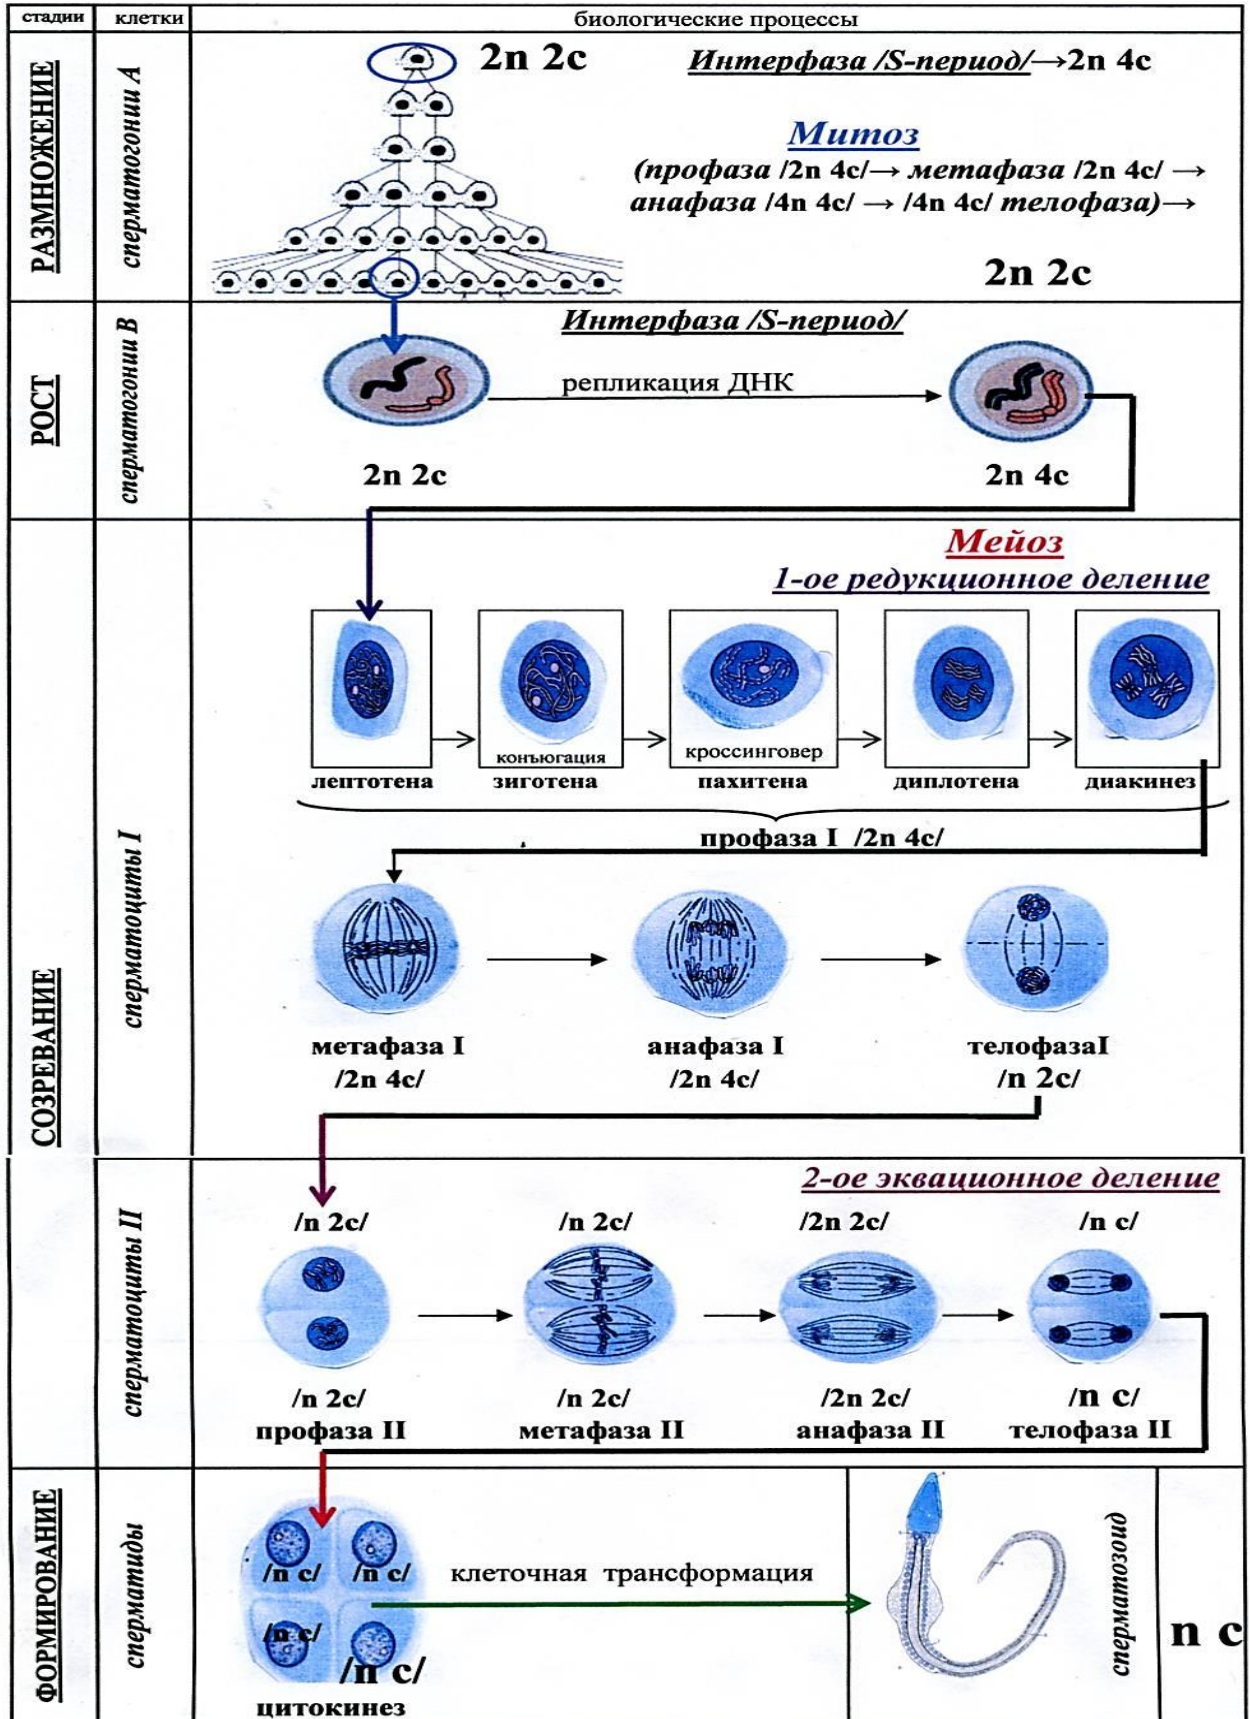 стадии
клетки
биологические процессы
РАЗМНОЖЕНИЕ
сперматогонии А
2n 2c
Интерфаза /S-период/→2n 4c
Митоз
(профаза /2n 4c/→ метафаза /2n 4c/ →
анафаза /4n 4c/ → /4n 4c/ телофаза)→
2n 2c
РОСТ
сперматогонии В
Интерфаза /S-период/
репликация ДНК
2n 2c
2n 4c
СОЗРЕВАНИЕ
сперматоциты I
Мейоз
1-ое редукционное деление
конъюгация
кроссинговер
лептотена
зиготена
пахитена
диплотена
диакинез
профаза I /2n 4c/
метафаза I
анафаза I
телофазаI
/2n 4c/
/2n 4c/
/n 2c/
сперматоциты II
2-ое эквационное деление
/n 2c/
/n 2c/
/2n 2c/
/n c/
/n 2c/
/n 2c/
/2n 2c/
/n c/
профаза II
метафаза II
анафаза II
телофаза II
ФОРМИРОВАНИЕ
сперматиды
/n c/
/n c/
/n c/
/n c/
цитокинез
клеточная трансформация
сперматозоид
n c